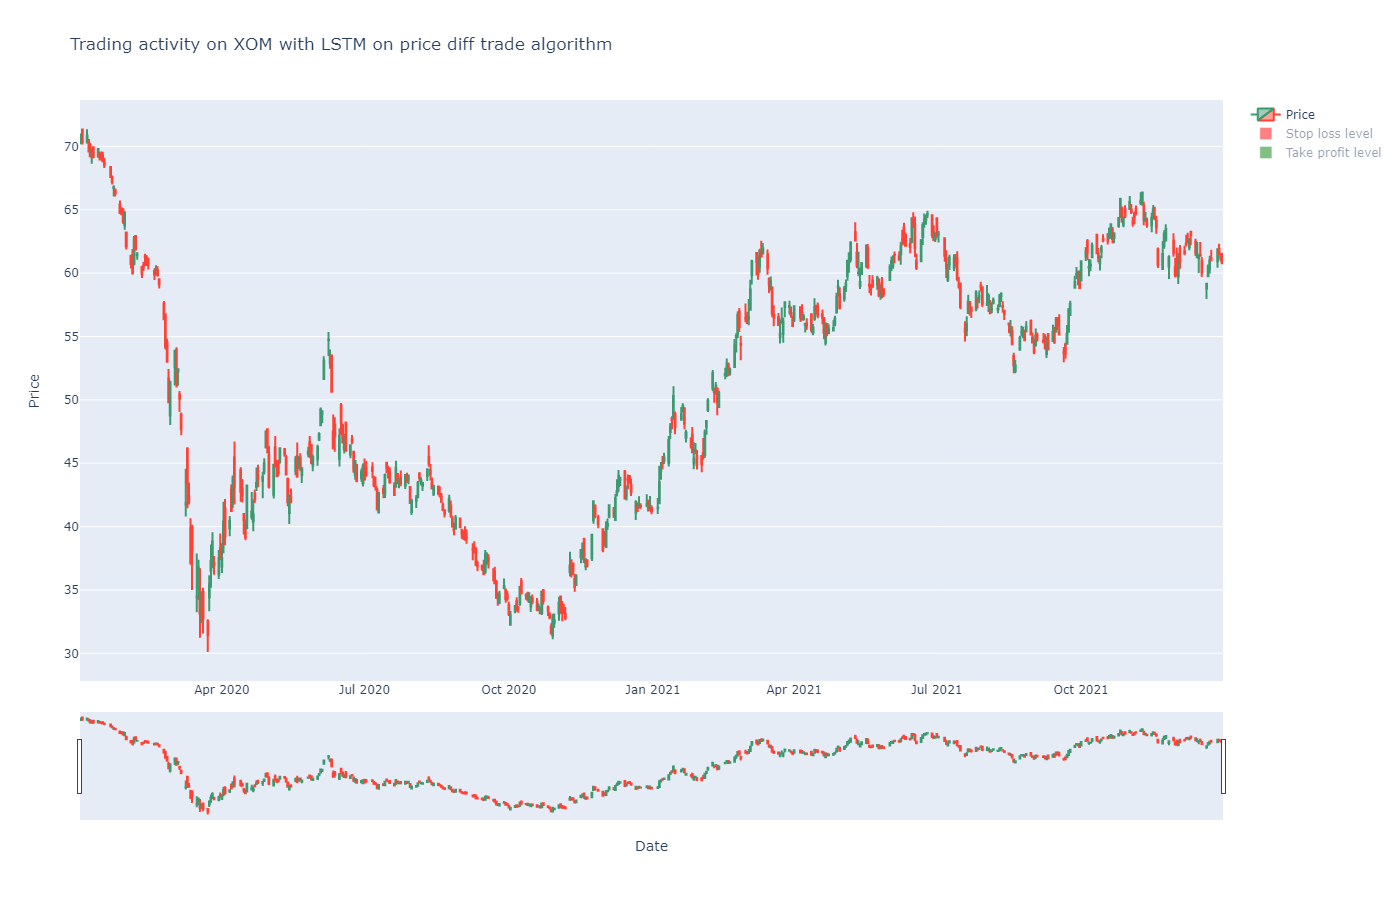 Trading activity on XOM with LSTM on price diff trade algorithm
Price
Stop loss level
Take profit level
70
65
60
55
50
45
40
35
30
Price
Apr 2020
Jul 2020
Oct 2020
Jan 2021
Apr 2021
Jul 2021
Oct 2021
Date